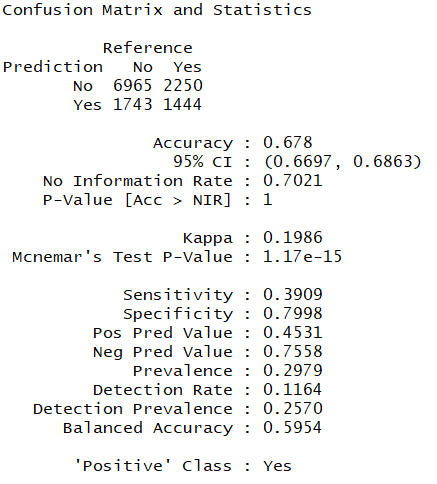 Confusion Matrix and Statistics
Reference
Prediction No Yes
No 6965 2250
Yes 1743 1444
Accuracy : 0.678
95% CI : (0.6697, 0.6863)
No Information Rate : 0.7021
P-Value [Acc > NIR] : 1
Kappa : 0.1986
Mcnemar's Test P-Value : 1.17e-15
Sensitivity : 0.3909
Specificity : 0.7998
Pos Pred Value : 0.4531
Neg Pred Value : 0.7558
Prevalence : 0.2979
Detection Rate : 0.1164
Detection Prevalence : 0.2570
Balanced Accuracy : 0.5954
'Positive' Class : Yes